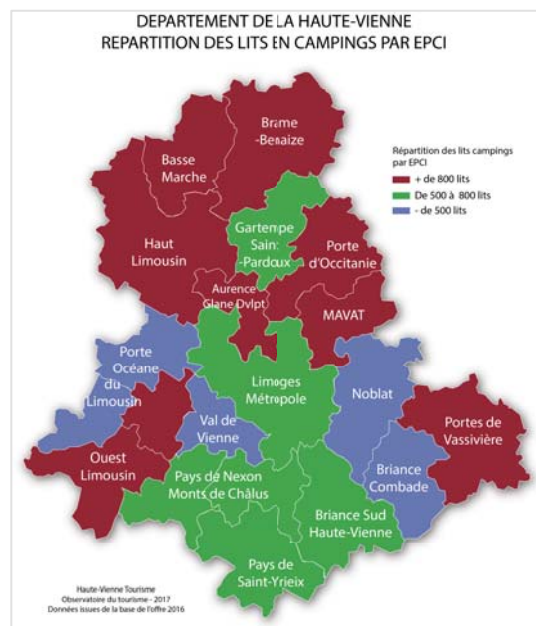 DEPARTEMENT DE LA HAUTE-VIENNE
REPARTITION DES LITS EN CAMPINGS PAR EPCI
Brame
-Benaize
Basse
Marche
Répartition des lits campings
par EPCI
+ de 800 lits
De 500 à 800 lits
- de 500 lits
Gartempe
Saint
-Pardoux
Haut
Limousin
Porte
d'Occitanie
Aurence
Glane Dvlpt
MAVAT
Porte
Océane
du
Limousin
Limoges
Métropole
Noblat
Val de
Vienne
Portes de
Vassivière
Ouest
Limousin
Briance
Combade
Pays de Nexon
Monts de Châlus
Briance Sud
Haute-Vienne
Pays de
Saint-Yrieix
Haute-Vienne Tourisme
Observatoire du tourisme - 2017
Données issues de la base de l'offre 2016